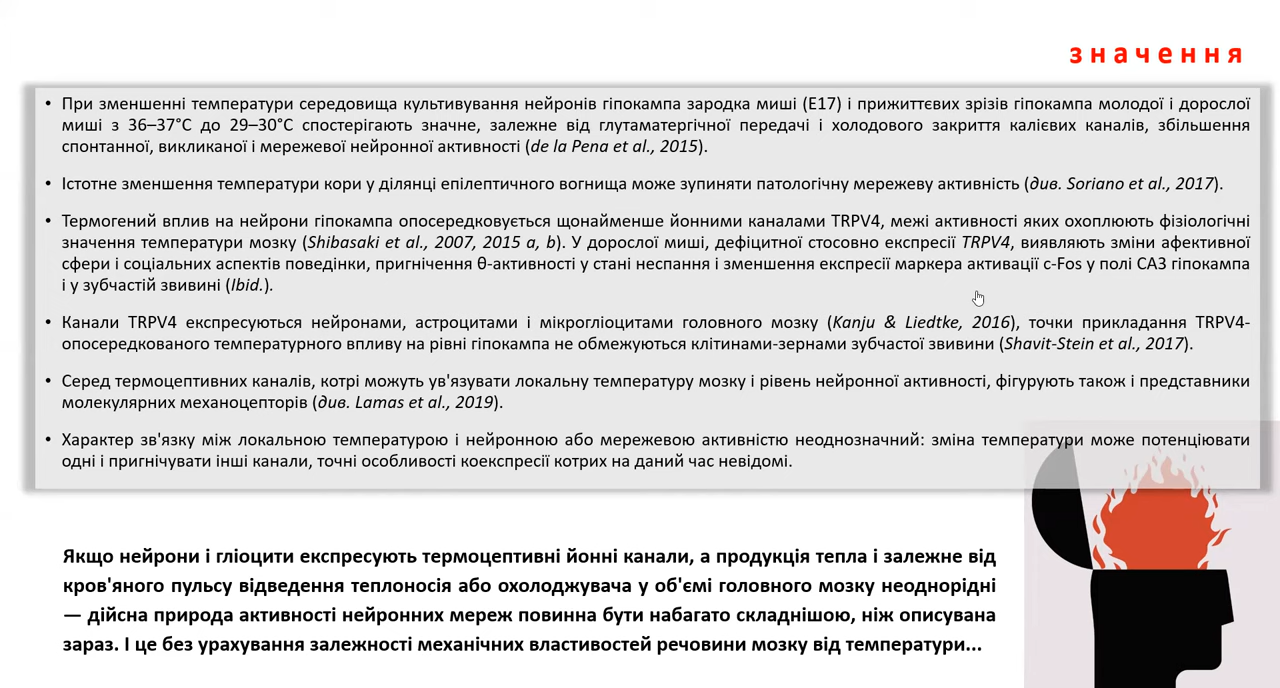 значення
• При зменшенні температури середовища культивування нейронів гіпокампа зародка миші (E17) і прижиттєвих зрізів гіпокампа молодої і дорослої
миші з 36–37°C до 29–30°C спостерігають значне, залежне від глутаматергічної передачі і холодового закриття калієвих каналів, збільшення
спонтанної, викликаної і мережевої нейронної активності (de la Pena et al., 2015).
• Істотне зменшення температури кори у ділянці епілептичного вогнища може зупиняти патологічну мережеву активність (див. Soriano et al., 2017).
• Термогений вплив на нейрони гіпокампа опосередковується щонайменше йонними каналами TRPV4, межі активності яких охоплюють фізіологічні
значення температури мозку (Shibasaki et al., 2007, 2015 a, b). У дорослої миші, дефіцитної стосовно експресії TRPV4, виявляють зміни афективної
сфери і соціальних аспектів поведінки, пригнічення θ-активності у стані неспання і зменшення експресії маркера активації c-Fos у полі CA3 гіпокампа
і у зубчастій звивині (Ibid.).
• Канали TRPV4 експресуються нейронами, астроцитами і мікрогліоцитами головного мозку (Kanju & Liedtke, 2016), точки прикладання TRPV4-
опосередкованого температурного впливу на рівні гіпокампа не обмежуються клітинами-зернами зубчастої звивини (Shavit-Stein et al., 2017).
• Серед термоцептивних каналів, котрі можуть ув'язувати локальну температуру мозку і рівень нейронної активності, фігурують також і представники
молекулярних механоцепторів (див. Lamas et al., 2019).
• Характер зв'язку між локальною температурою і нейронною або мережевою активністю неоднозначний: зміна температури може потенціювати
одні і пригнічувати інші канали, точні особливості коекспресії котрих на даний час невідомі.
Якщо нейрони і гліоцити експресують термоцептивні йонні канали, а продукція тепла і залежне від
кров'яного пульсу відведення теплоносія або охолоджувача у об'ємі головного мозку неоднорідні
— дійсна природа активності нейронних мереж повинна бути набагато складнішою, ніж описувана
зараз. І це без урахування залежності механічних властивостей речовини мозку від температури...